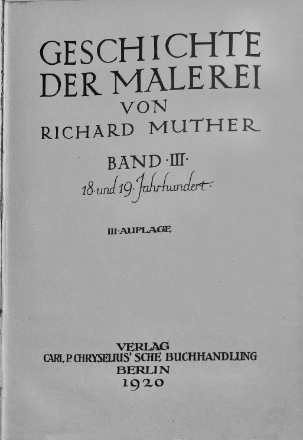 GESCHICHTE
DER MALEREI
VON
RICHARD MUTHER
BAND·III·
18. und 19. Jahrhundert·
III·AUFLAGE
VERLAG
CARL P. CHRYSELIUS' SCHE BUCHHANDLUNG
BERLIN
1920